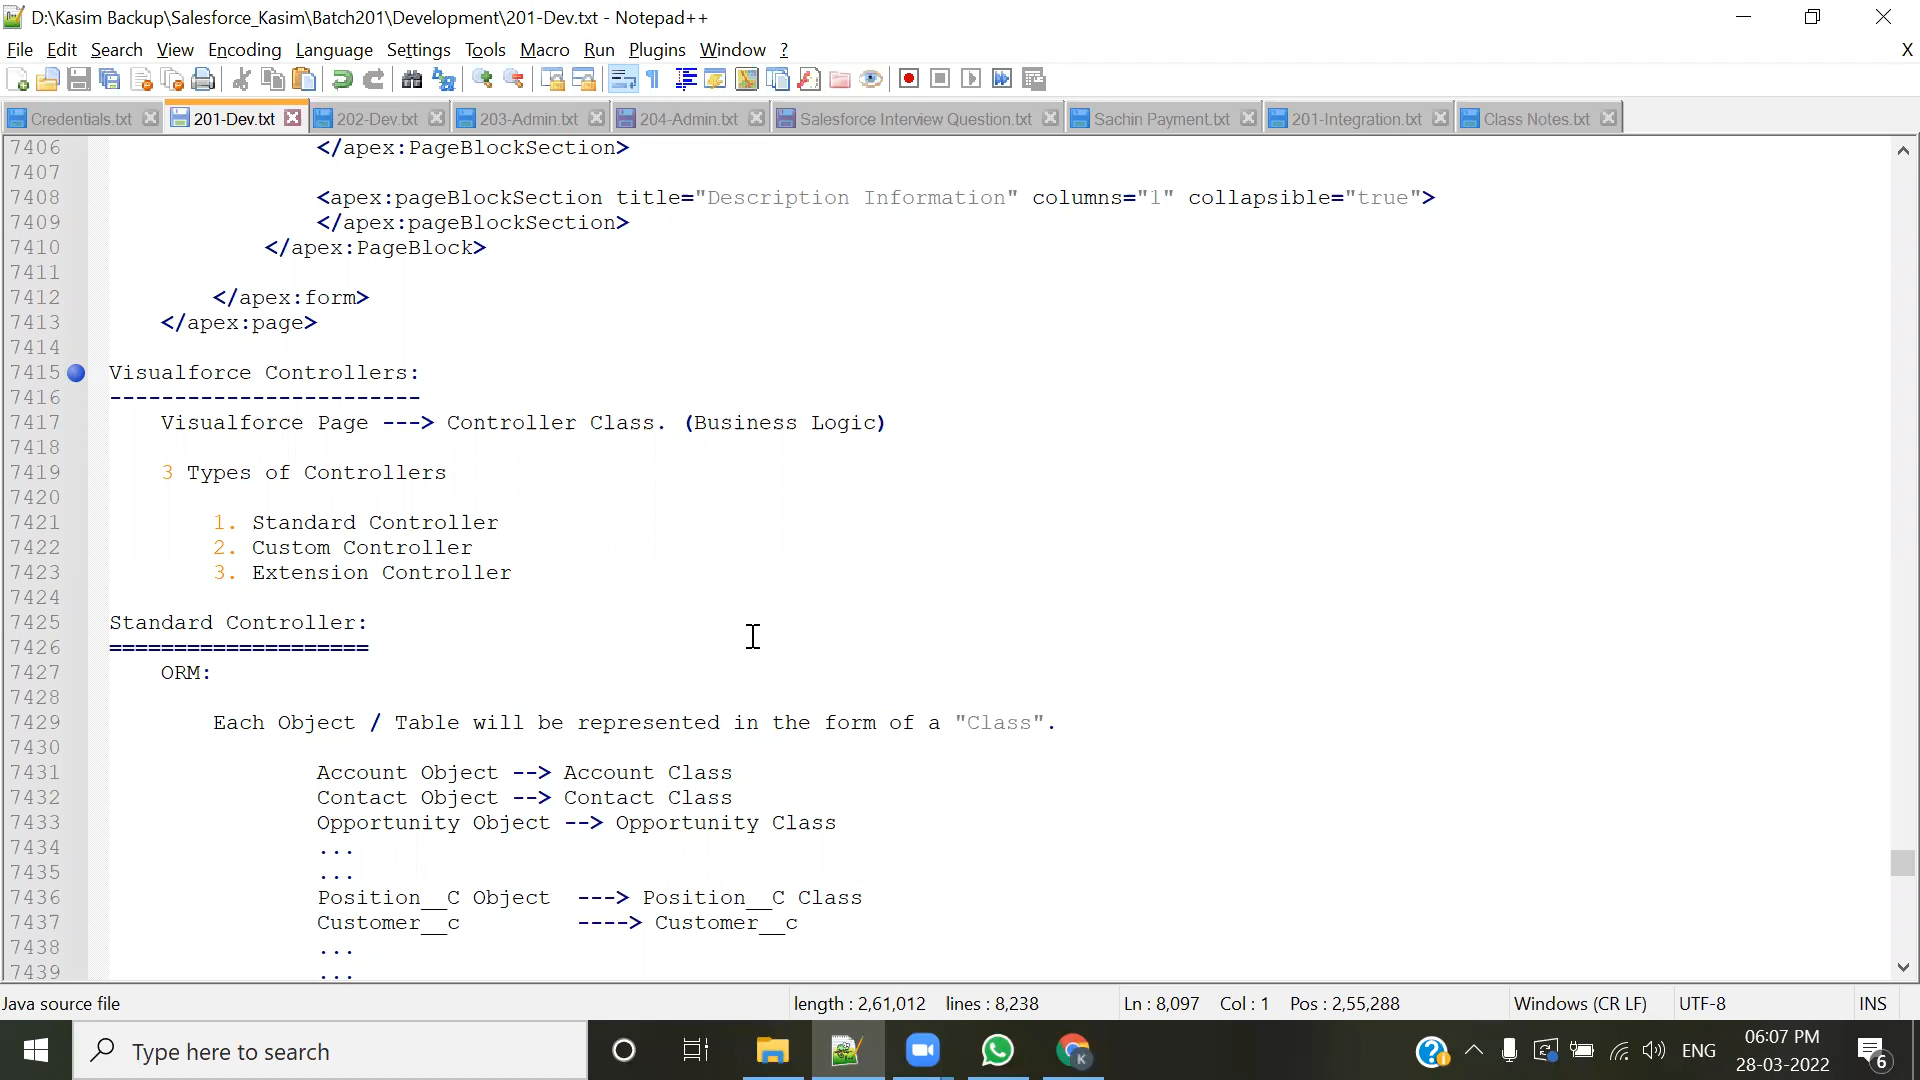 D:\Kasim Backup\Salesforce_Kasim\Batch201\Development\201-Dev.txt - Notepad++
File Edit Search View Encoding Language Settings Tools Macro Run Plugins Window ? X
Credentials.txt 201-Dev.txt 202-Dev.txt 203-Admin.txt 204-Admin.txt Salesforce Interview Question.txt Sachin Payment.txt 201-Integration.txt Class Notes.txt
7406 </apex:PageBlockSection>
7407
7408 <apex:pageBlockSection title="Description Information" columns="1" collapsible="true">
7409 </apex:pageBlockSection>
7410 </apex:PageBlock>
7411
7412 </apex:form>
7413 </apex:page>
7414
7415 Visualforce Controllers:
7416 ------------------------
7417 Visualforce Page ---> Controller Class. (Business Logic)
7418
7419 3 Types of Controllers
7420
7421 1. Standard Controller
7422 2. Custom Controller
7423 3. Extension Controller
7424
7425 Standard Controller:
7426 ====================
7427 ORM:
7428
7429 Each Object / Table will be represented in the form of a "Class".
7430
7431 Account Object --> Account Class
7432 Contact Object --> Contact Class
7433 Opportunity Object --> Opportunity Class
7434 ...
7435 ...
7436 Position__C Object ---> Position__C Class
7437 Customer__c ----> Customer__c
7438 ...
7439 ...
Java source file length : 2,61,012 lines : 8,238 Ln : 8,097 Col : 1 Pos : 2,55,288 Windows (CR LF) UTF-8 INS
Type here to search
ENG
06:07 PM
28-03-2022
6